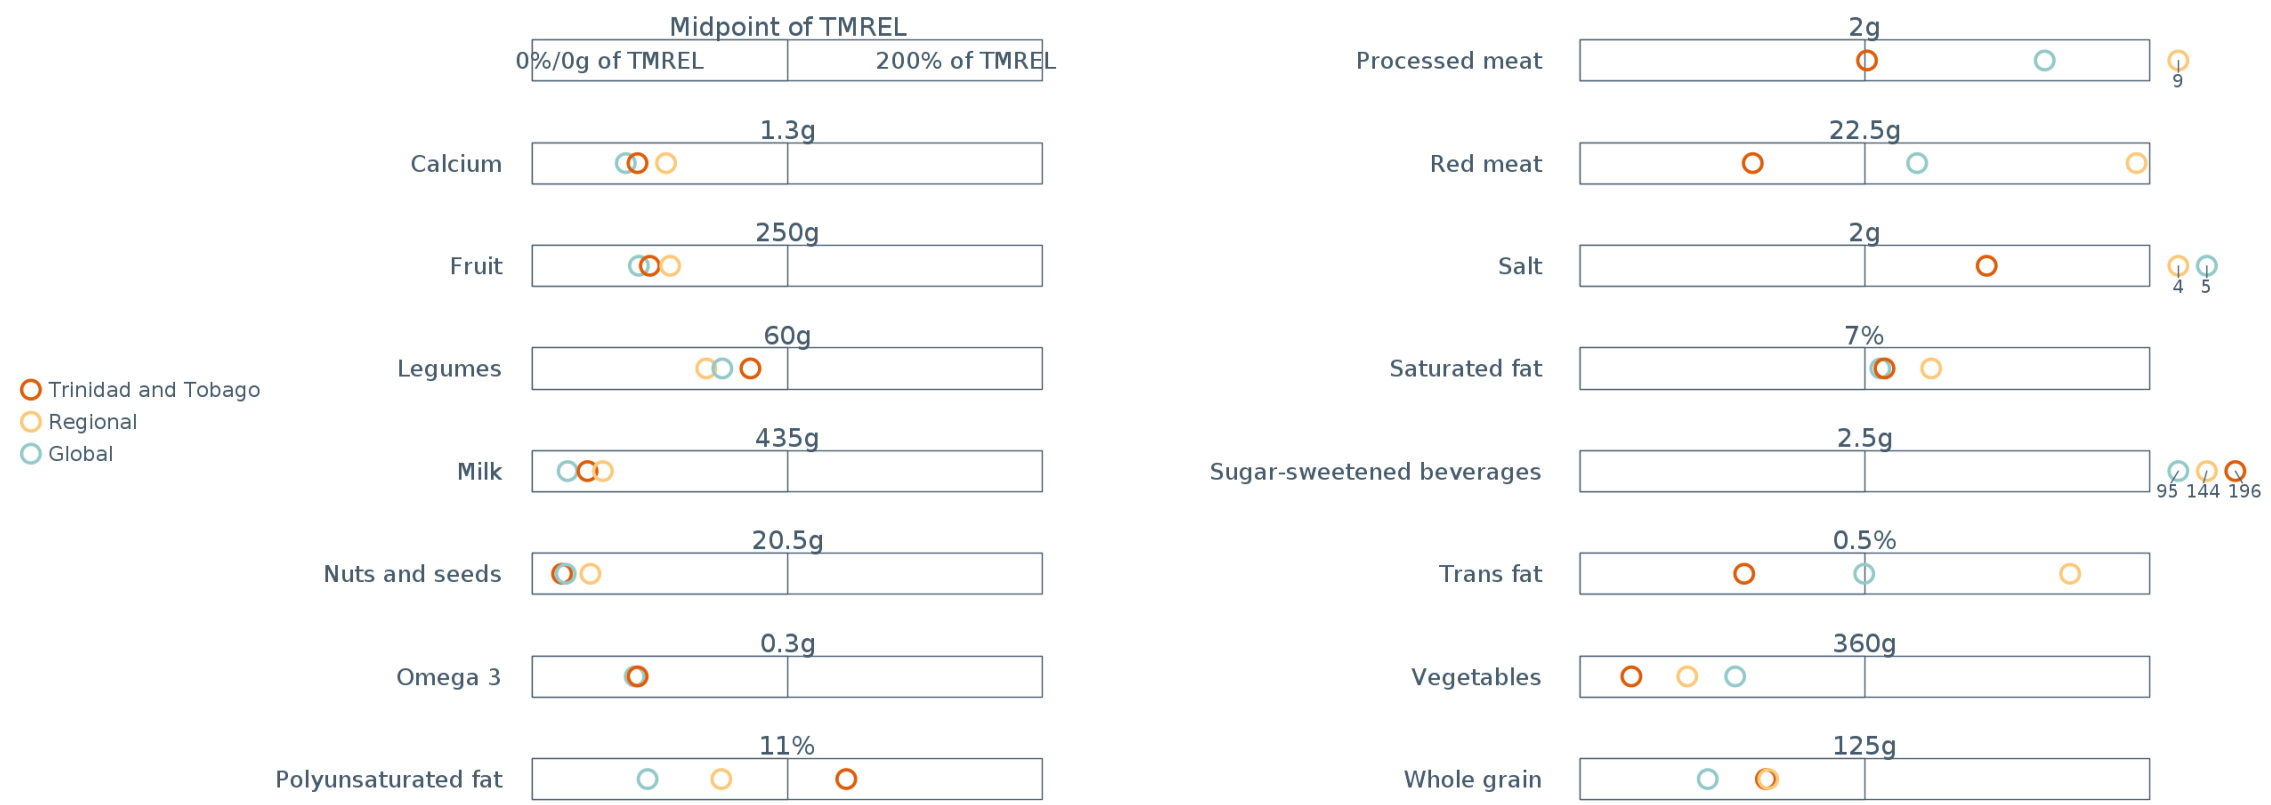 Midpoint of TMREL
0%/0g of TMREL 200% of TMREL
1.3g
Calcium
250g
Fruit
60g
Legumes
435g
Milk
20.5g
Nuts and seeds
0.3g
Omega 3
11%
Polyunsaturated fat
Trinidad and Tobago
Regional
Global
2g
Processed meat
9
22.5g
Red meat
2g
Salt
4 5
7%
Saturated fat
2.5g
Sugar-sweetened beverages
95 144 196
0.5%
Trans fat
360g
Vegetables
125g
Whole grain